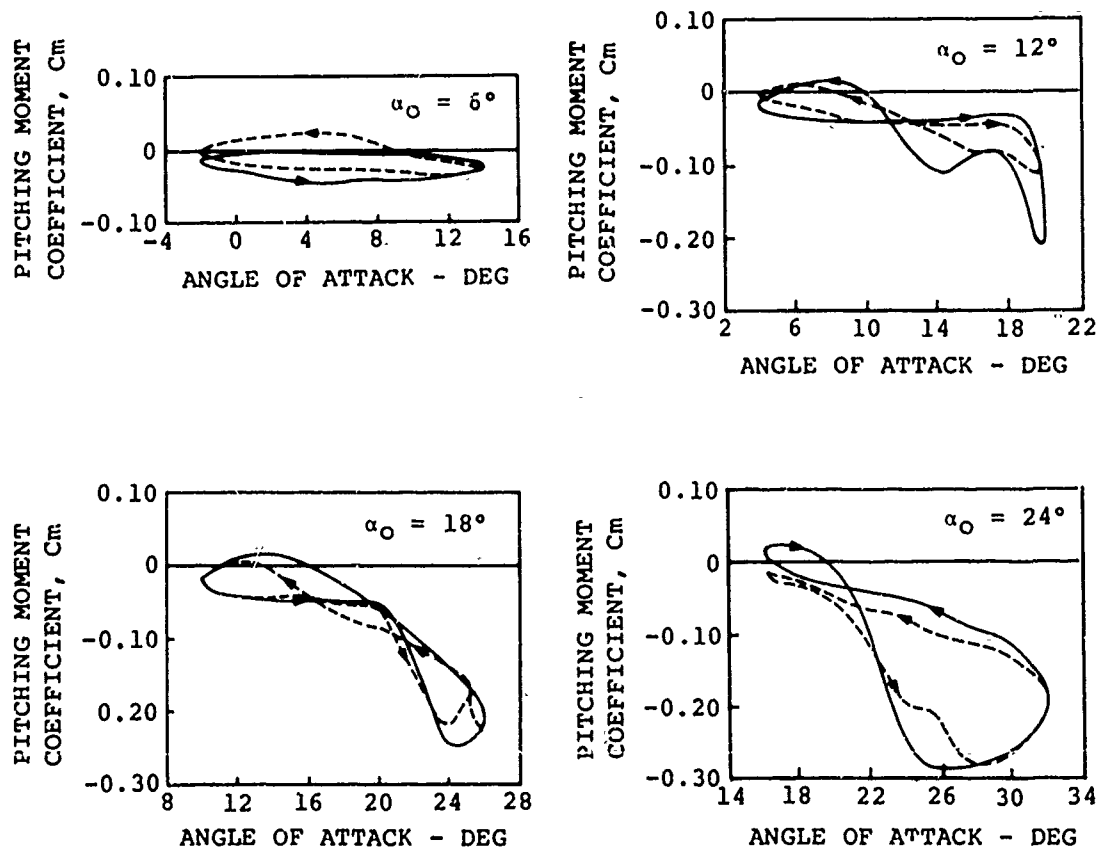 PITCHING MOMENT
COEFFICIENT, Cm
0.10
0
-0.10
αo = 6°
-4 0 4 8 12 16
ANGLE OF ATTACK - DEG
PITCHING MOMENT
COEFFICIENT, Cm
0.10
0
-0.10
-0.20
-0.30
αo = 12°
2 6 10 14 18 22
ANGLE OF ATTACK - DEG
PITCHING MOMENT
COEFFICIENT, Cm
0.10
0
-0.10
0.20
-0.30
αo = 18°
8 12 16 20 24 28
ANGLE OF ATTACK - DEG
PITCHING MOMENT
COEFFICIENT, Cm
0.10
0
-0.10
-0.20
-0.30
αo = 24°
14 18 22 26 30 34
ANGLE OF ATTACK - DEG